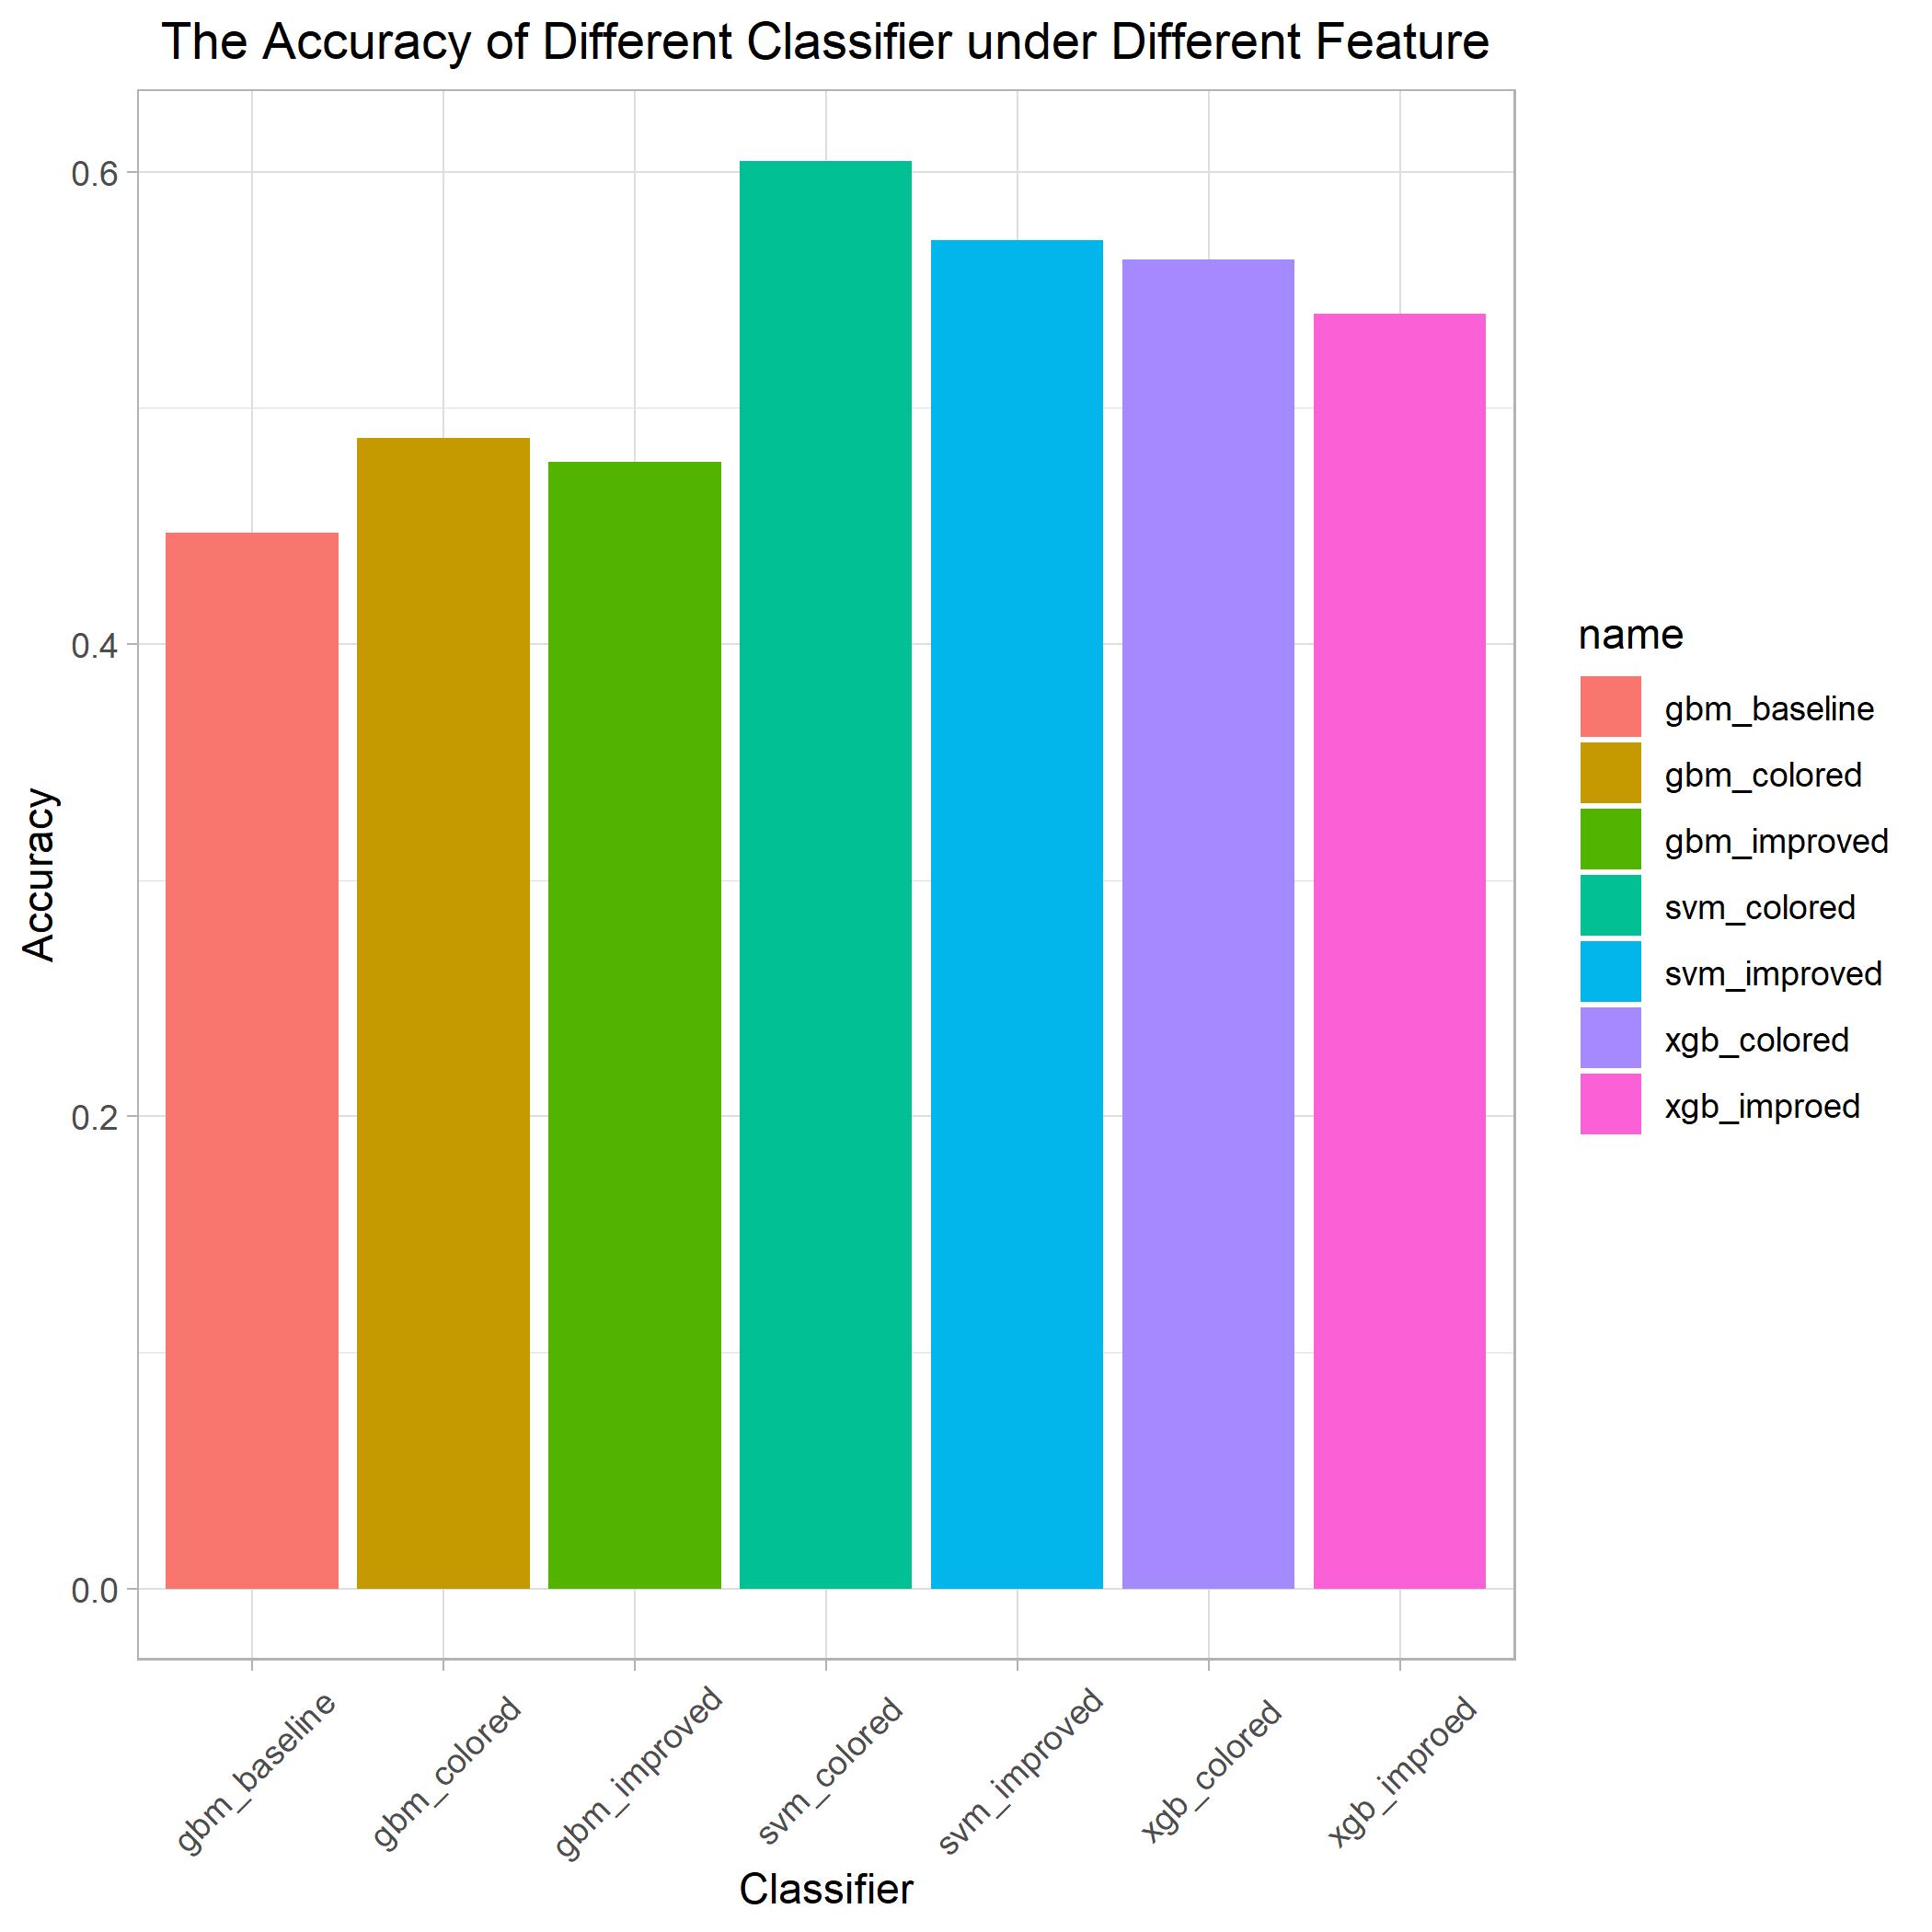 The Accuracy of Different Classifier under Different Feature
0.6
0.4
0.2
0.0
Accuracy
gbm_baseline
gbm_colored
gbm_improved
svm_colored
svm_improved
xgb_colored
xgb_improed
Classifier
name
gbm_baseline
gbm_colored
gbm_improved
svm_colored
svm_improved
xgb_colored
xgb_improed